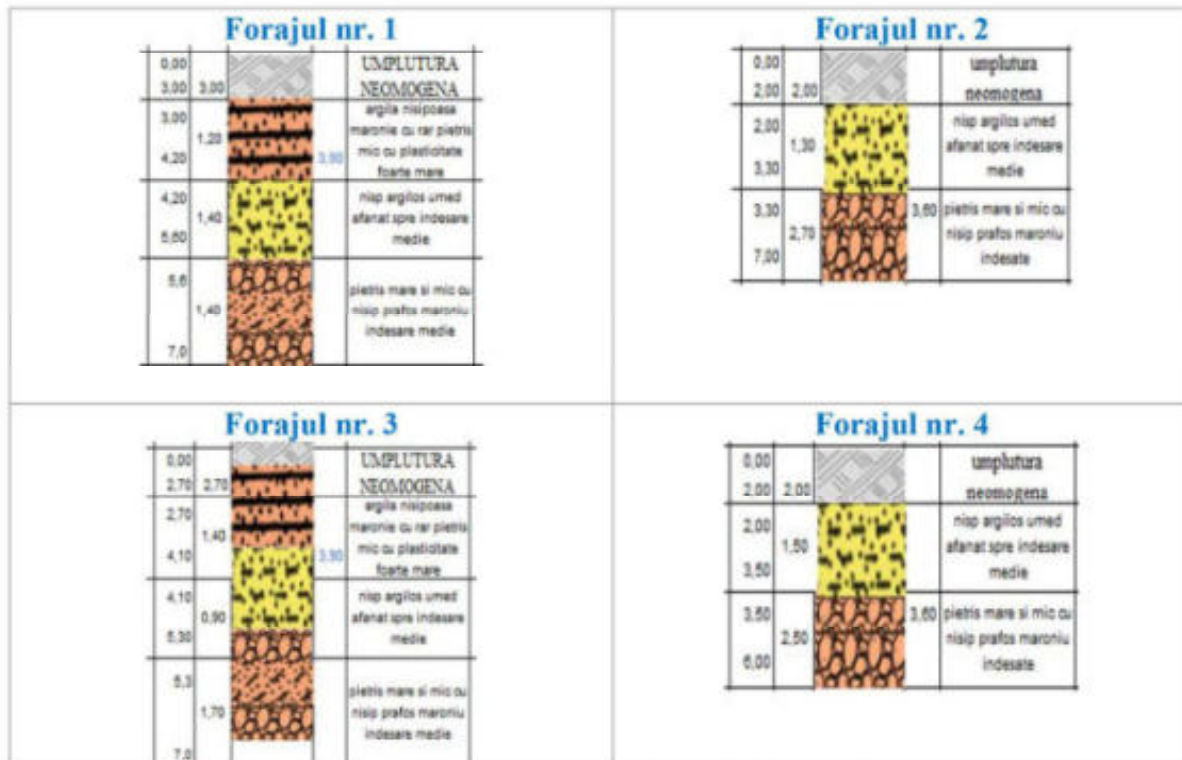 Forajul nr. 1
0,00 UMPLUTURA
3,00 3,00 NEOMOGENA
3,00 1,20 4,20 3,90 argila nisipoasa
maronie cu rar pietris
mic cu plasticitate
foarte mare
4,20 1,40 5,60 nisp argilos umed
afanat spre indesare
medie
5,6 1,40 7,0 pietris mare si mic cu
nisip prafos maroniu
indesare medie
Forajul nr. 2
0,00 umplutura
2,00 2,00 neomogena
2,00 1,30 3,30 nisp argilos umed
afanat spre indesare
medie
3,30 2,70 7,00 3,60 pietris mare si mic cu
nisip prafos maroniu
indesate
Forajul nr. 3
0,00 UMPLUTURA
2,70 2,70 NEOMOGENA
2,70 1,40 4,10 3,90 argila nisipoasa
maronie cu rar pietris
mic cu plasticitate
foarte mare
4,10 0,90 5,30 nisp argilos umed
afanat spre indesare
medie
5,3 1,70 7,0 pietris mare si mic cu
nisip prafos maroniu
indesare medie
Forajul nr. 4
0,00 umplutura
2,00 2,00 neomogena
2,00 1,50 3,50 nisp argilos umed
afanat spre indesare
medie
3,50 2,50 6,00 3,60 pietris mare si mic cu
nisip prafos maroniu
indesate